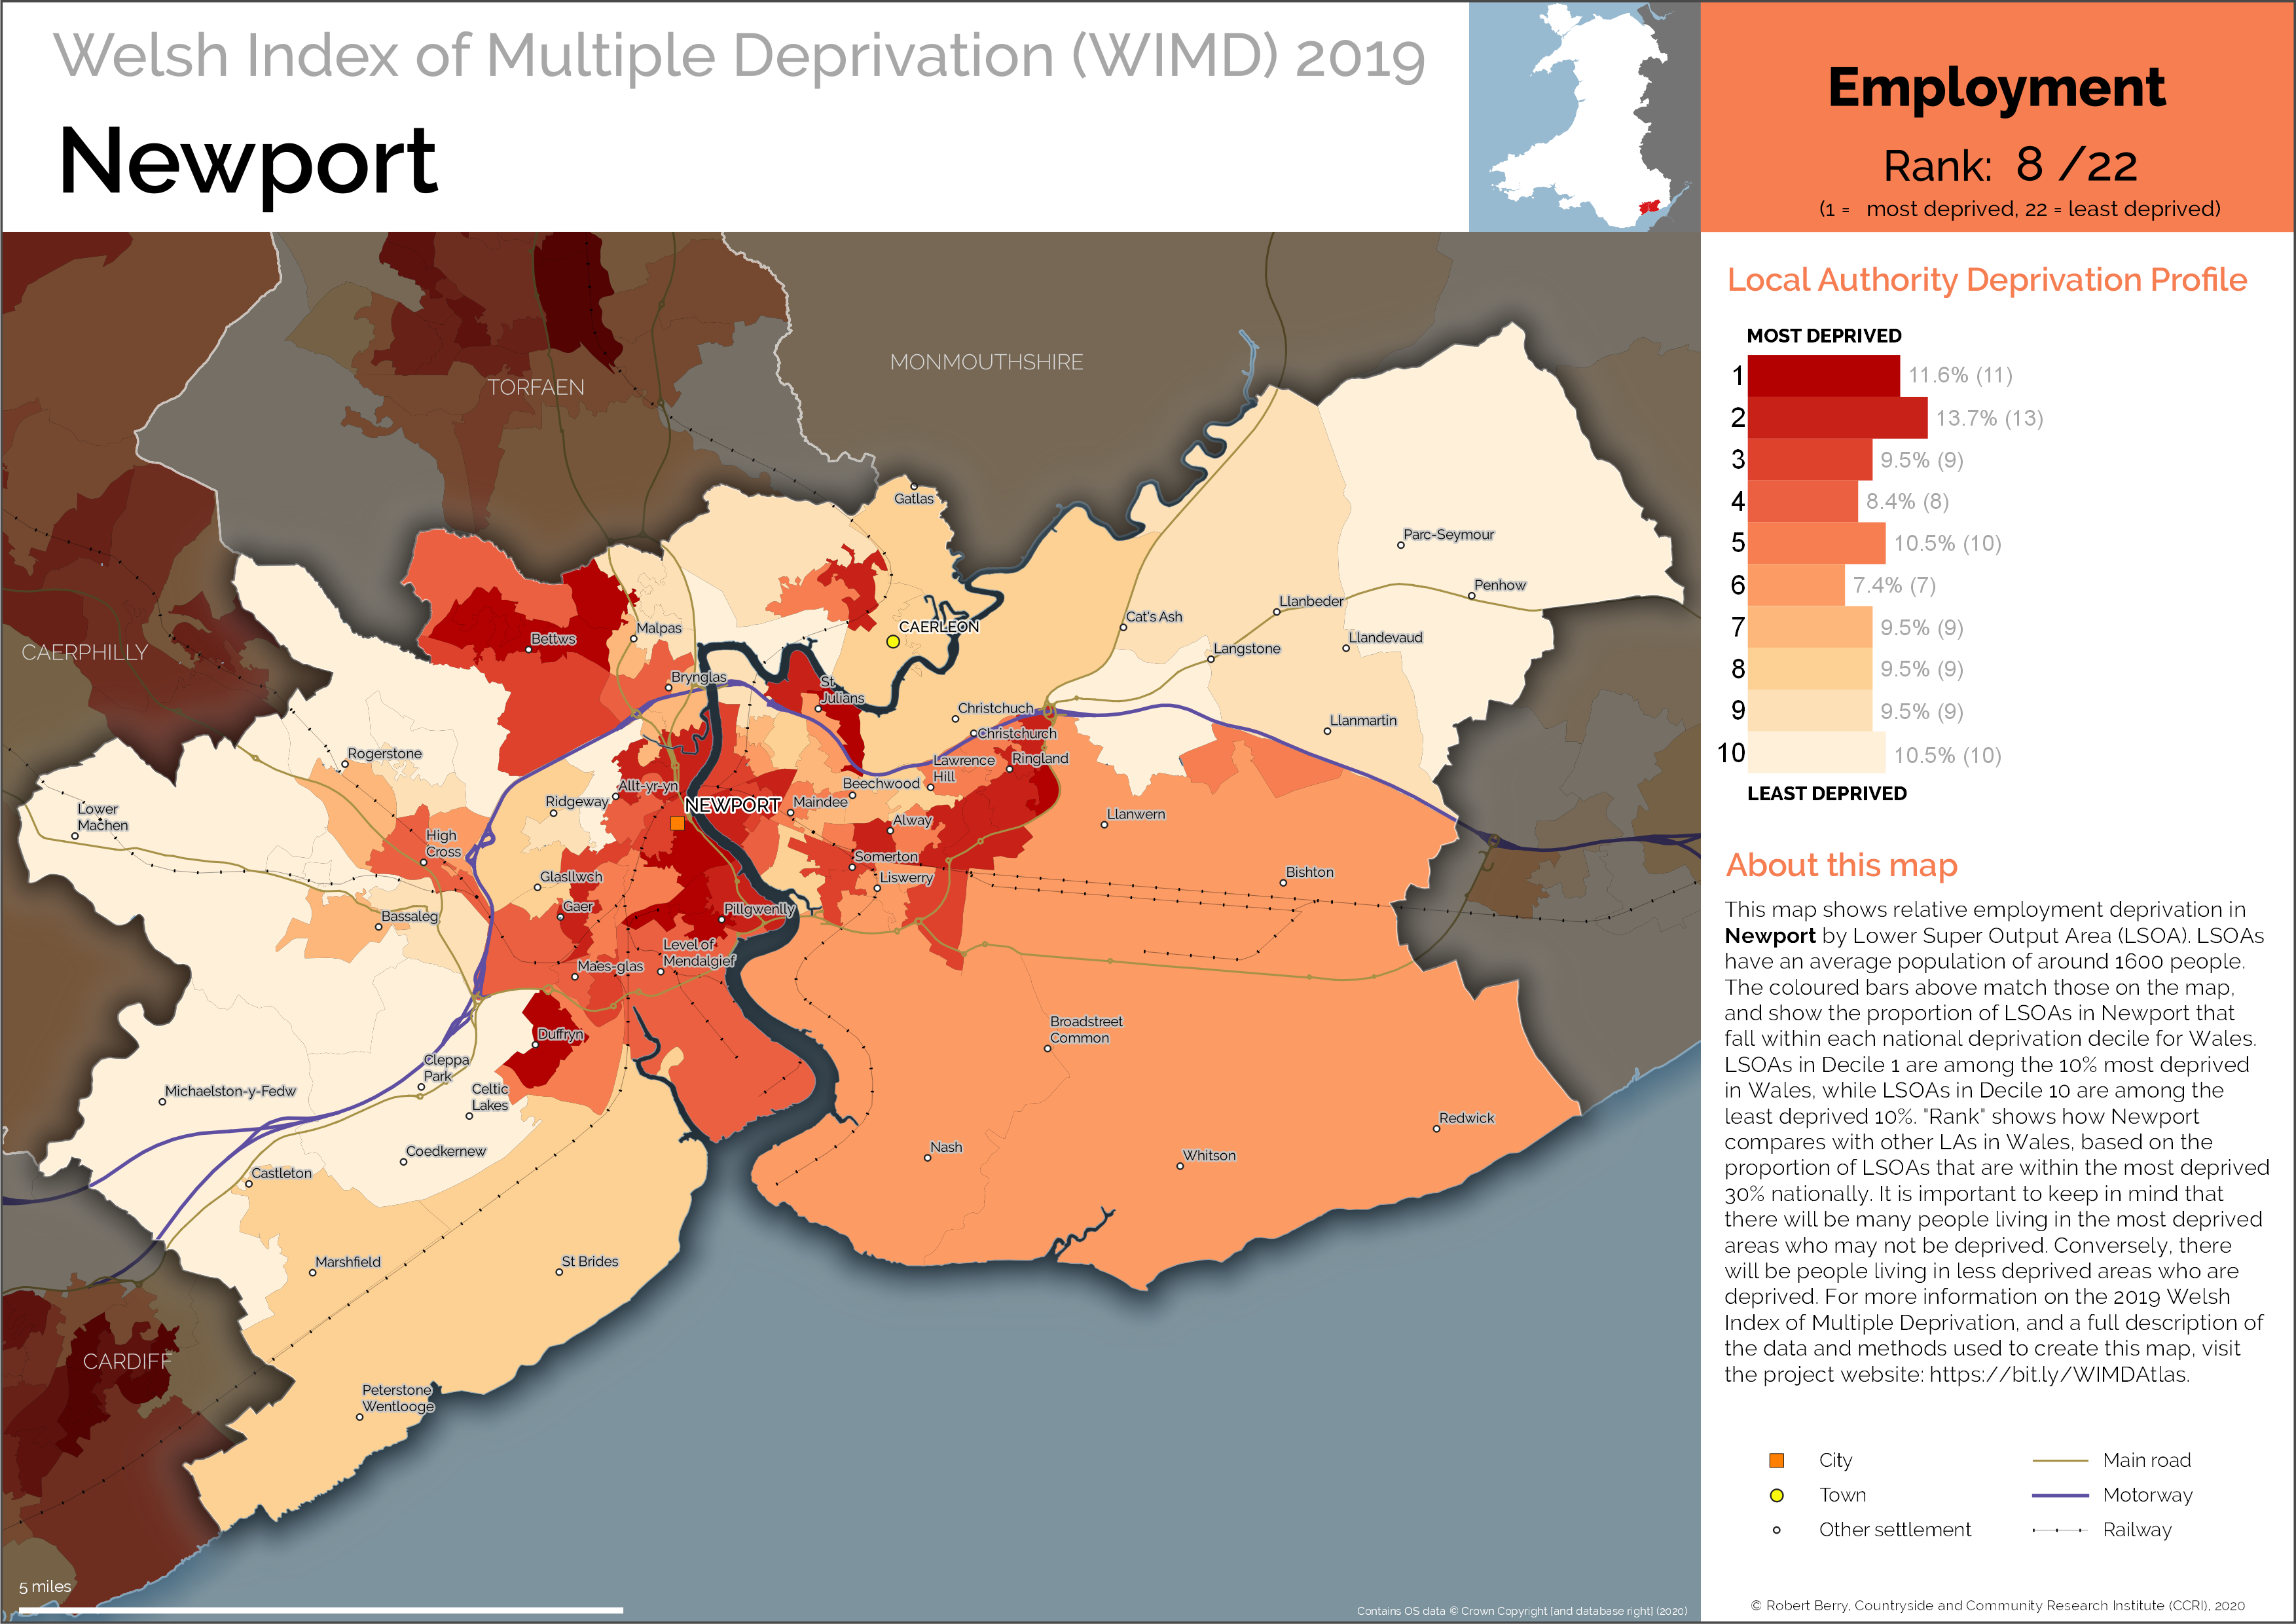 Welsh Index of Multiple Deprivation (WIMD) 2019
Newport
Employment
Rank: 8 /22
(1 = most deprived, 22 = least deprived)
TORFAEN
MONMOUTHSHIRE
CAERPHILLY
CARDIFF
Gatlas
Parc-Seymour
Penhow
Llanbeder
Cat's Ash
CAERLEON
Malpas
Bettws
Llandevaud
Langstone
Brynglas
St
Julians
Christchuch
Llanmartin
Christchurch
Rogerstone
Lawrence
Hill
Ringland
Allt-yr-yn
Beechwood
Ridgeway
NEWPORT
Maindee
Lower
Machen
Llanwern
Alway
High
Cross
Somerton
Glasllwch
Liswerry
Bishton
Gaer
Pillgwenlly
Bassaleg
Level of
Mendalgief
Maes-glas
Broadstreet
Common
Duffryn
Cleppa
Park
Michaelston-y-Fedw
Celtic
Lakes
Redwick
Nash
Whitson
Coedkernew
Castleton
Marshfield
St Brides
Peterstone
Wentlooge
5 miles
Contains OS data © Crown Copyright [and database right] (2020)
Local Authority Deprivation Profile
MOST DEPRIVED
1 11.6% (11)
2 13.7% (13)
3 9.5% (9)
4 8.4% (8)
5 10.5% (10)
6 7.4% (7)
7 9.5% (9)
8 9.5% (9)
9 9.5% (9)
10 10.5% (10)
LEAST DEPRIVED
About this map
This map shows relative employment deprivation in
Newport by Lower Super Output Area (LSOA). LSOAs
have an average population of around 1600 people.
The coloured bars above match those on the map,
and show the proportion of LSOAs in Newport that
fall within each national deprivation decile for Wales.
LSOAs in Decile 1 are among the 10% most deprived
in Wales, while LSOAs in Decile 10 are among the
least deprived 10%. "Rank" shows how Newport
compares with other LAs in Wales, based on the
proportion of LSOAs that are within the most deprived
30% nationally. It is important to keep in mind that
there will be many people living in the most deprived
areas who may not be deprived. Conversely, there
will be people living in less deprived areas who are
deprived. For more information on the 2019 Welsh
Index of Multiple Deprivation, and a full description of
the data and methods used to create this map, visit
the project website: https://bit.ly/WIMDAtlas.
City
Town
Other settlement
Main road
Motorway
Railway
© Robert Berry, Countryside and Community Research Institute (CCRI), 2020